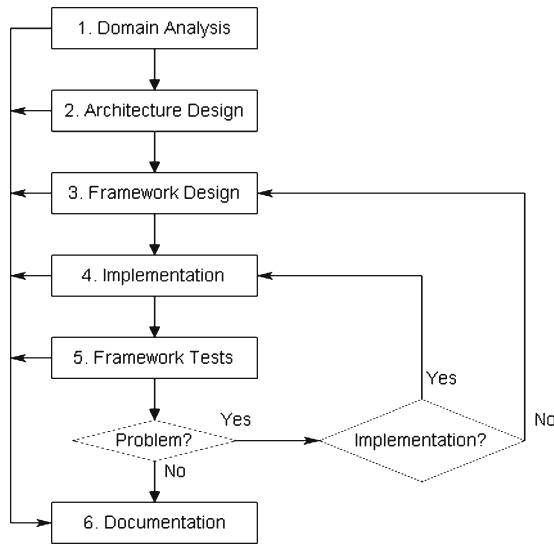 1. Domain Analysis
2. Architecture Design
3. Framework Design
4. Implementation
5. Framework Tests
Yes
Yes
No
Problem?
Implementation?
No
6. Documentation